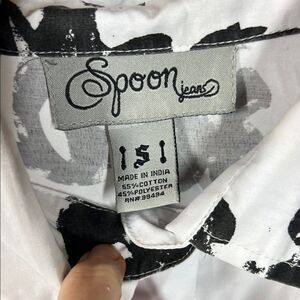 Spoon jeans
S
MADE IN INDIA
55% COTTON
45% POLYESTER
RN# 99494